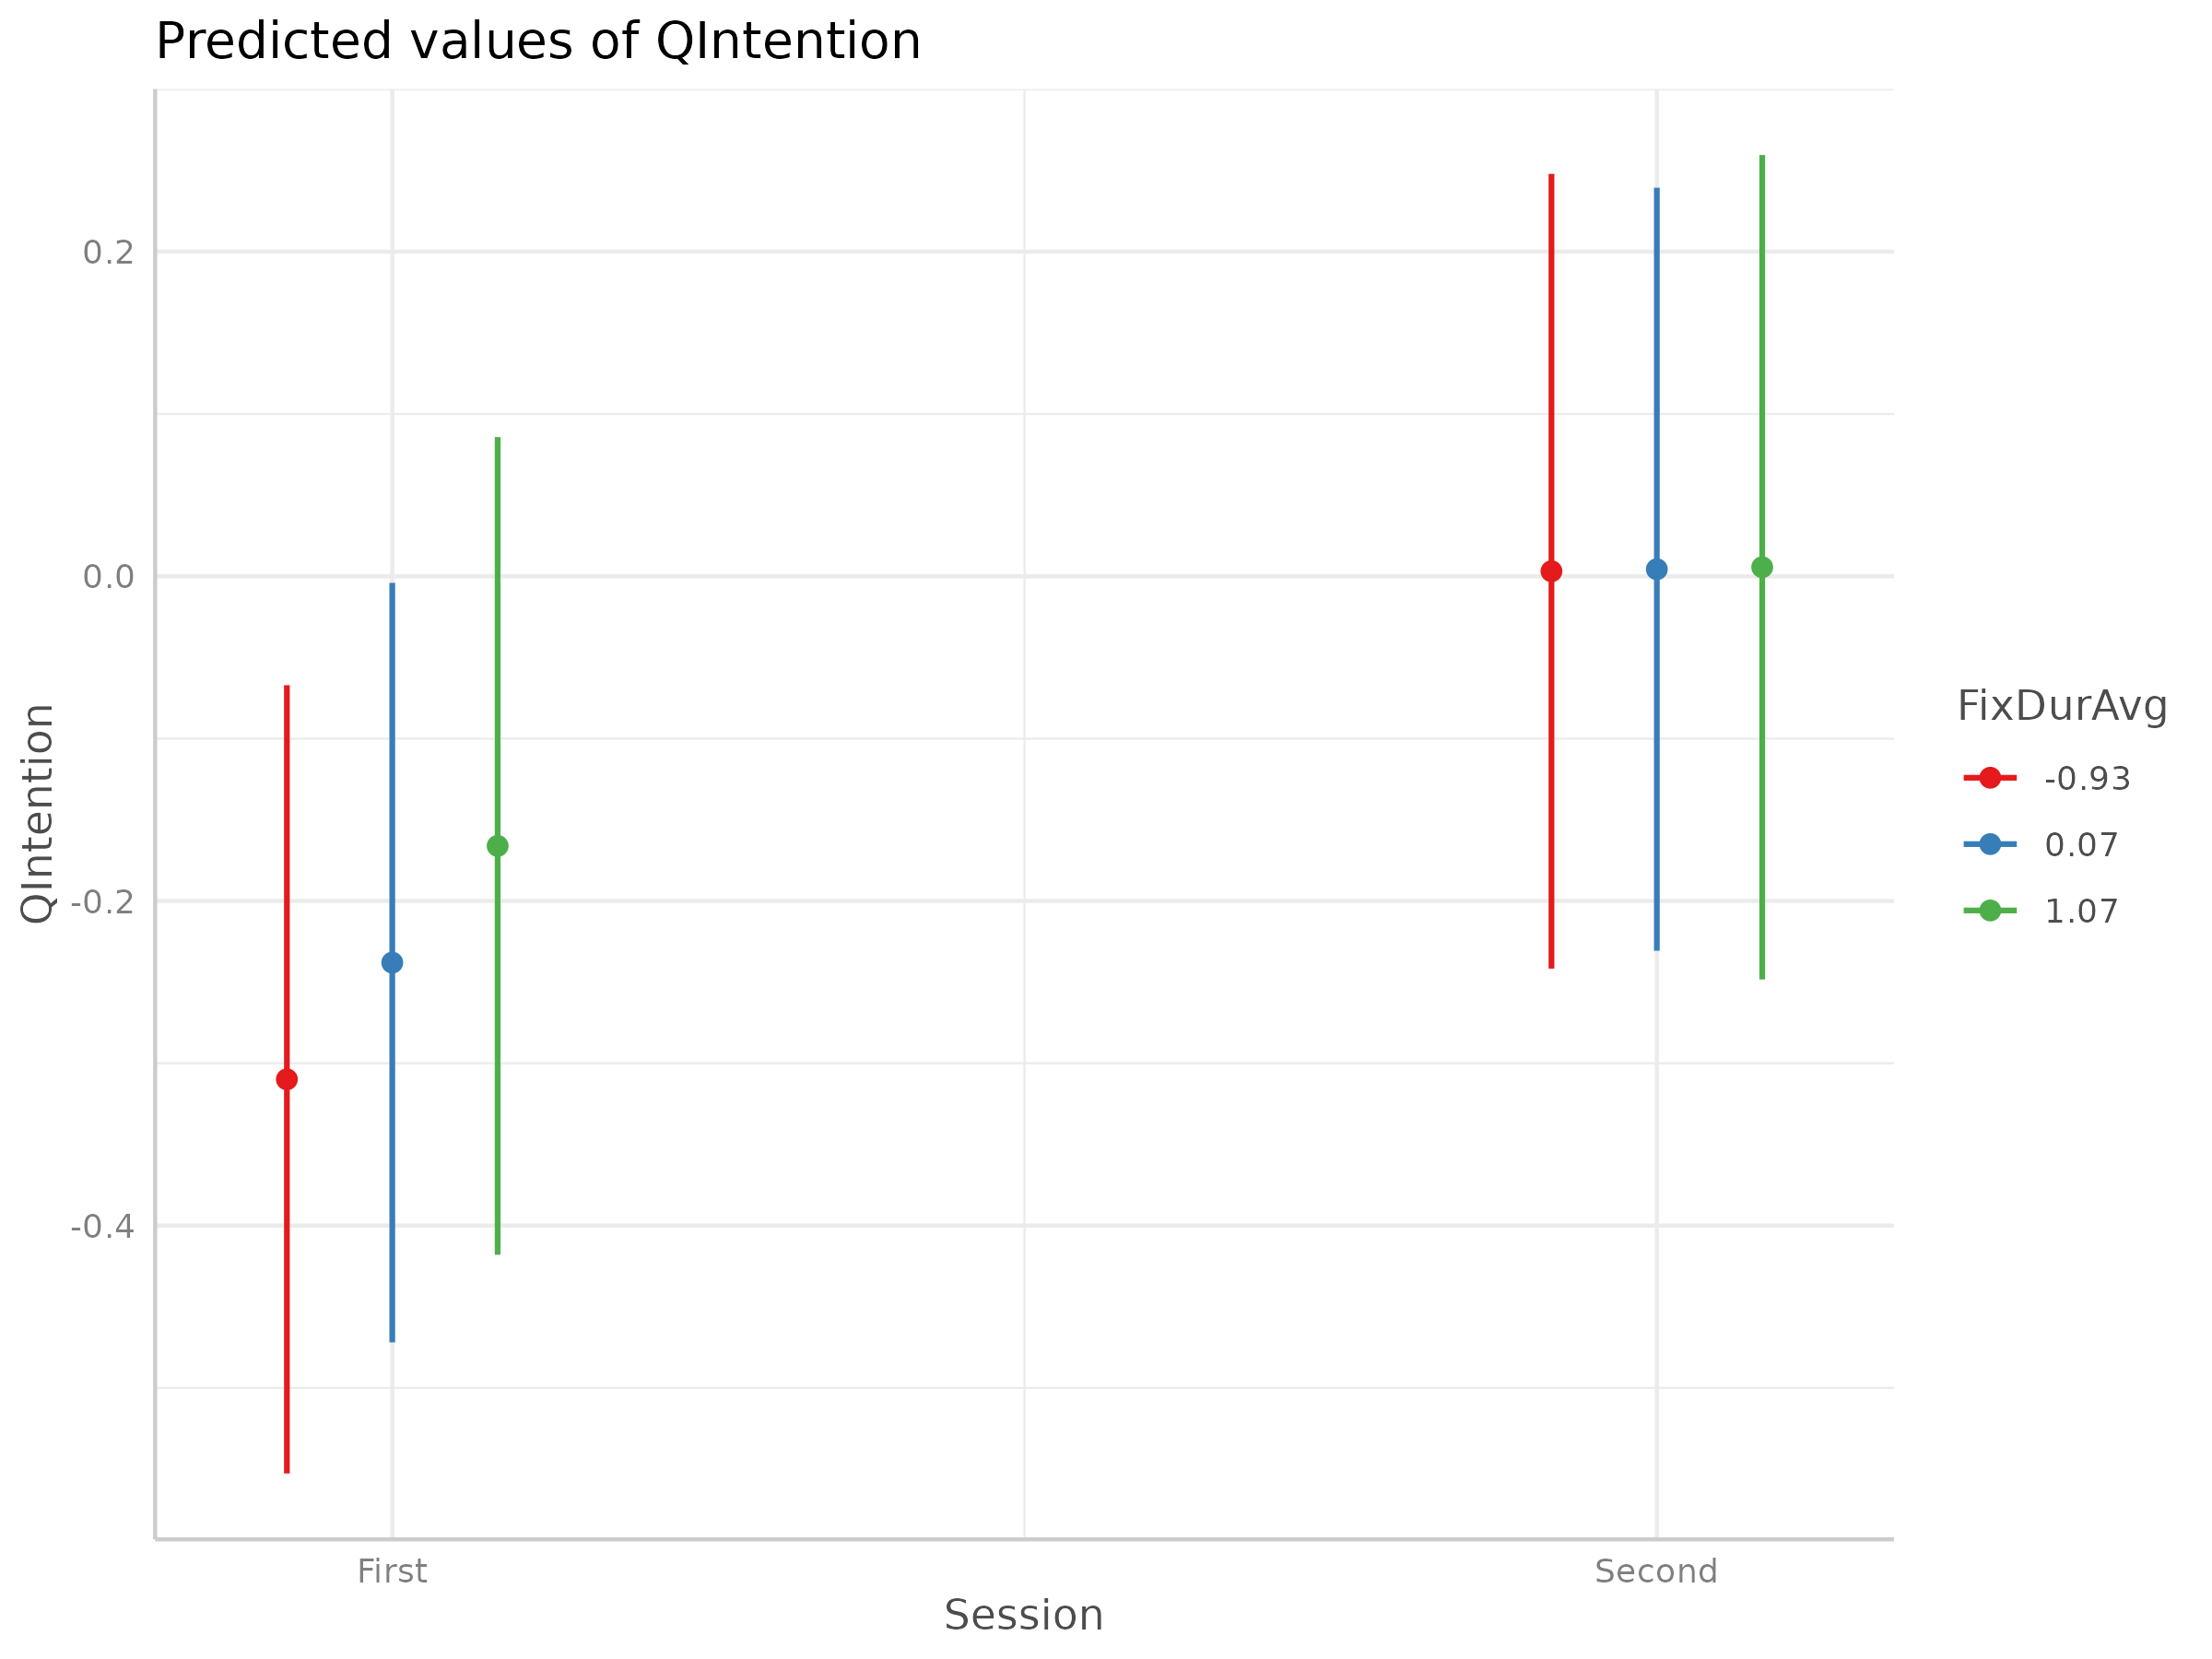 Predicted values of QIntention
QIntention
0.2
0.0
-0.2
-0.4
First
Second
Session
FixDurAvg
-0.93
0.07
1.07